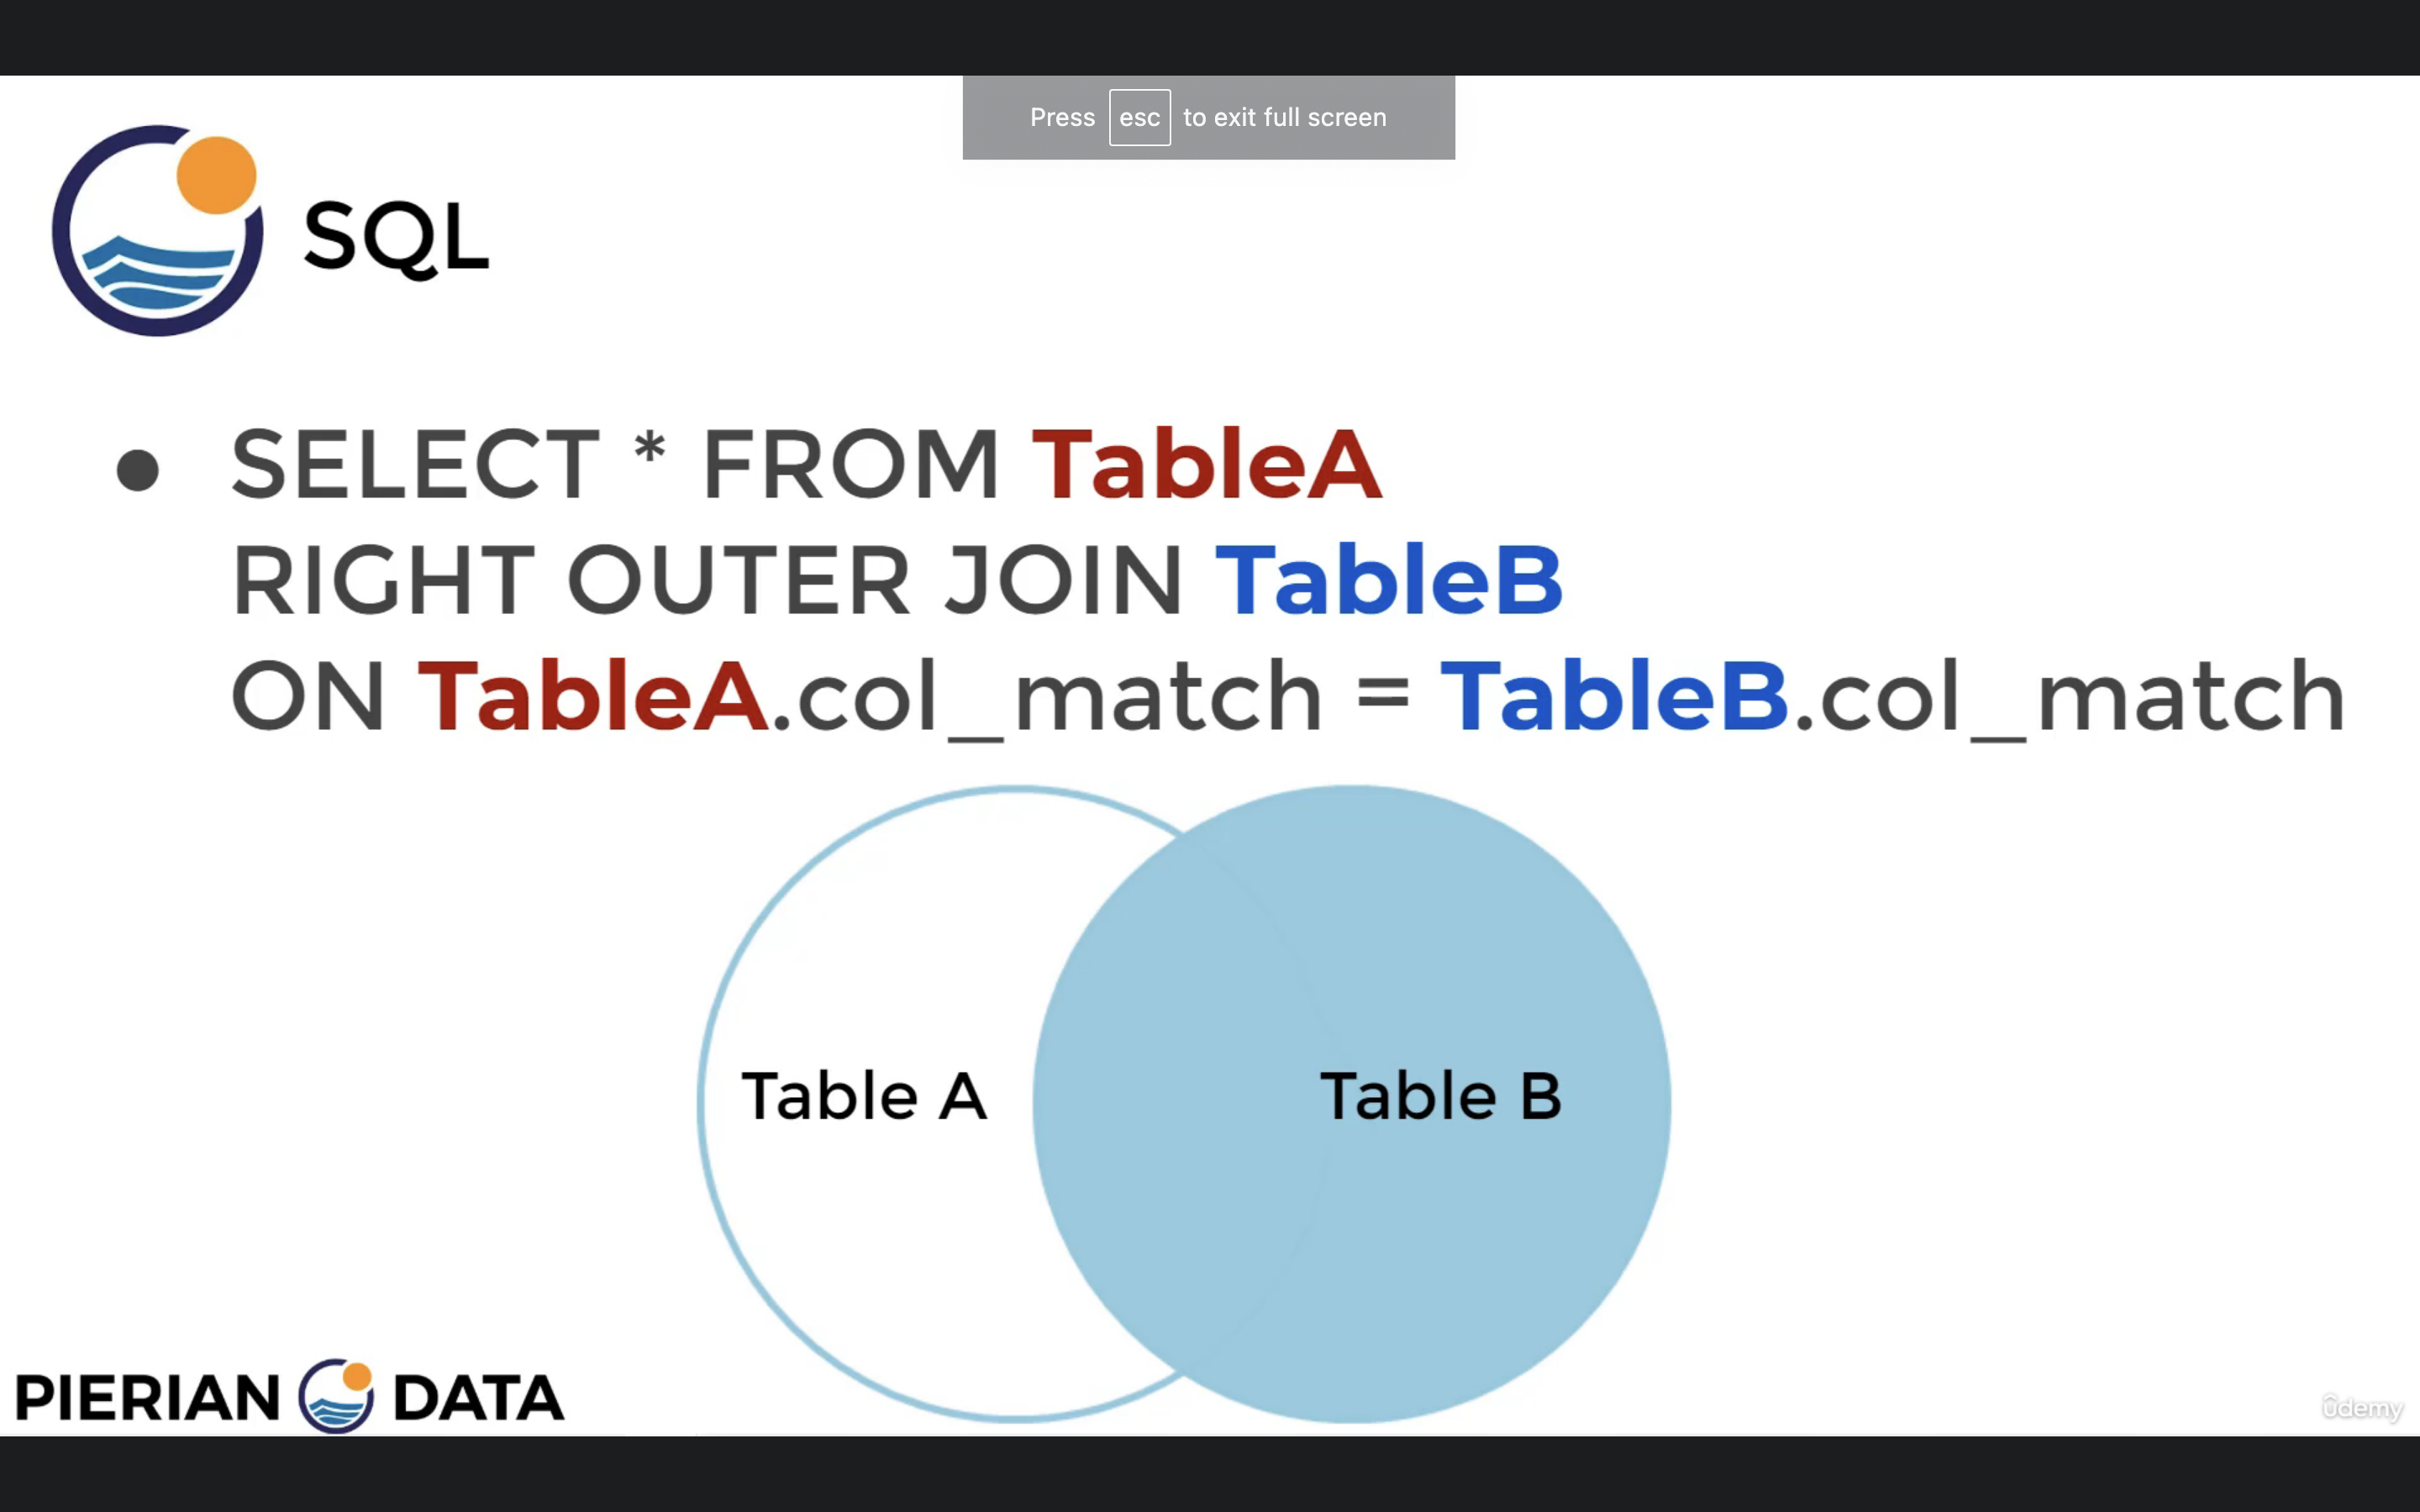 Press esc to exit full screen
SQL
● SELECT * FROM TableA
RIGHT OUTER JOIN TableB
ON TableA.col_match = TableB.col_match
Table A
Table B
PIERIAN DATA
ûdemy